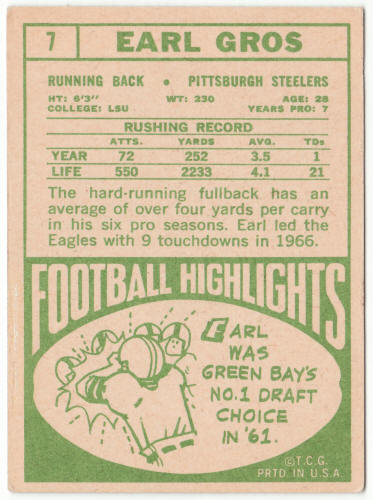 7 EARL GROS
RUNNING BACK • PITTSBURGH STEELERS
HT: 6'3" WT: 230 AGE: 28
COLLEGE: LSU YEARS PRO: 7
RUSHING RECORD
ATTS. YARDS AVG. TDs
YEAR 72 252 3.5 1
LIFE 550 2233 4.1 21
The hard-running fullback has
an average of over four yards per carry
in his six pro seasons. Earl led the
Eagles with 9 touchdowns in 1966.
FOOTBALL HIGHLIGHTS
EARL
WAS
GREEN BAY'S
NO.1 DRAFT
CHOICE
IN '61.
©T.C.G.
PRTD. IN U.S.A.